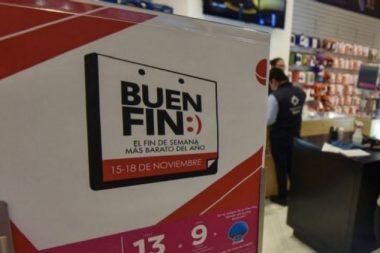 BUEN
FIN:)
EL FIN DE SEMANA
MÁS BARATO DEL AÑO
15-18 DE NOVIEMBRE
13 9